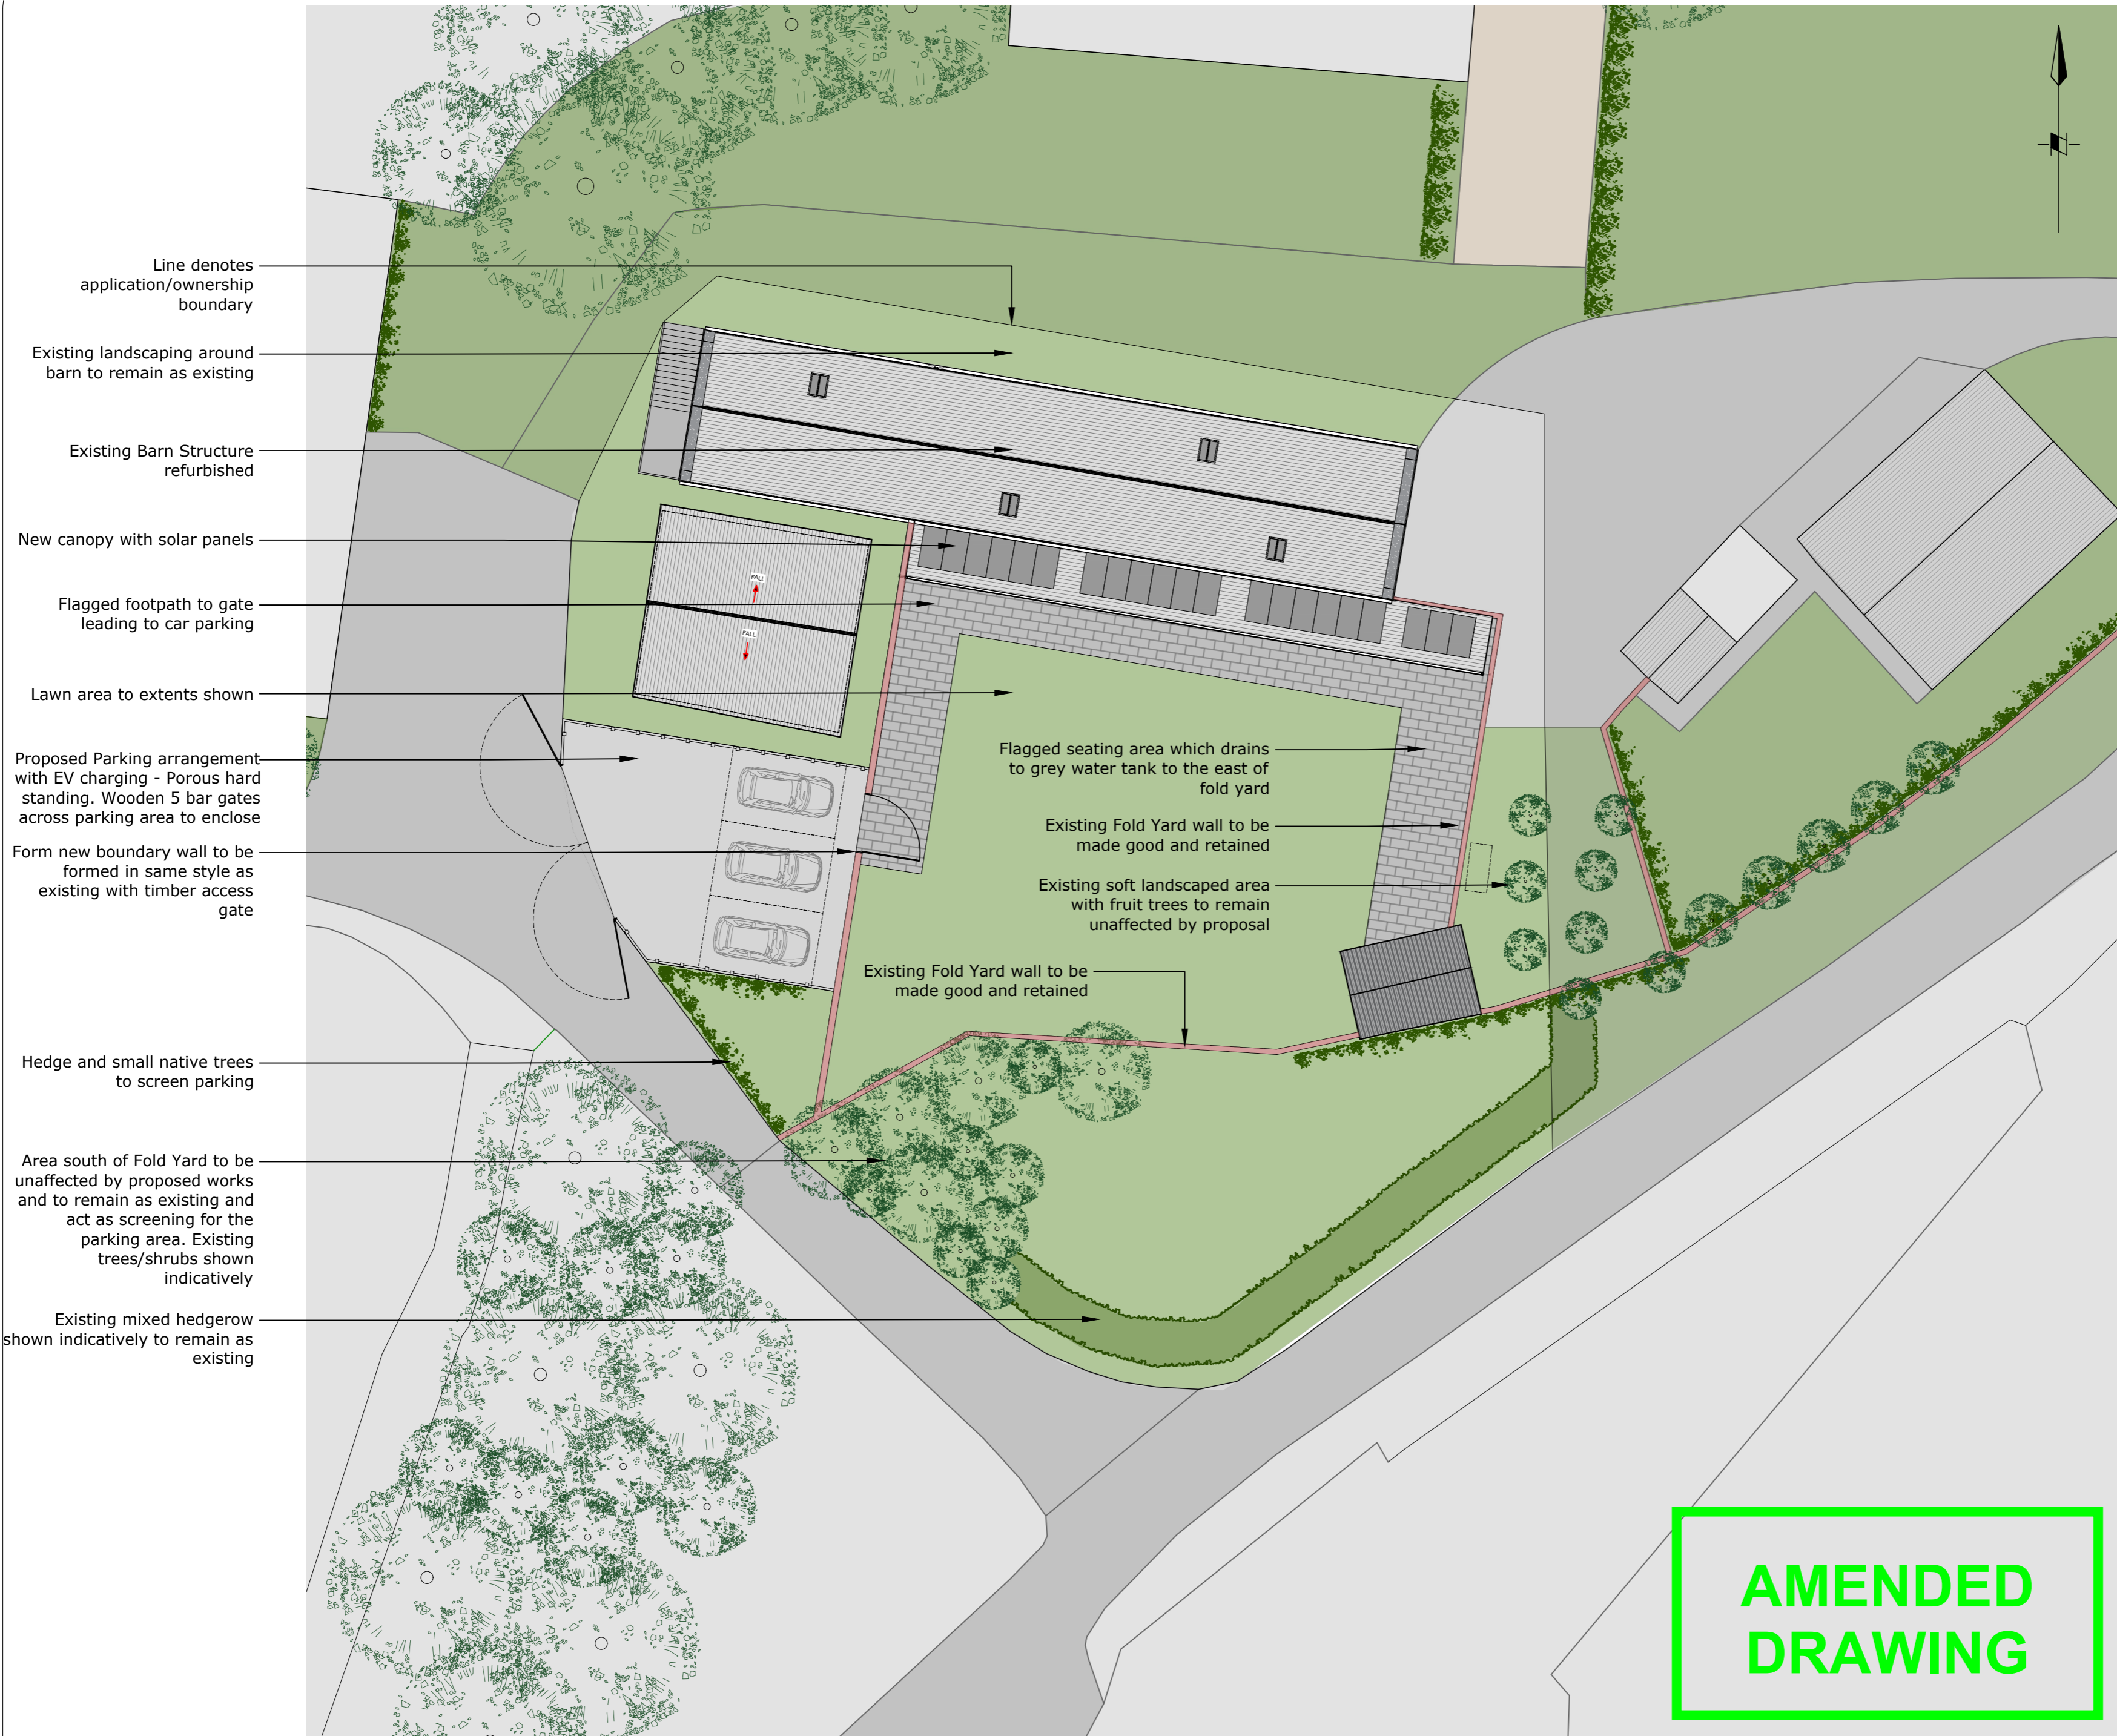 Line denotes
application/ownership
boundary
Existing landscaping around
barn to remain as existing
Existing Barn Structure
refurbished
New canopy with solar panels
FALL
Flagged footpath to gate
leading to car parking
FALL
Lawn area to extents shown
Proposed Parking arrangement
with EV charging - Porous hard
standing. Wooden 5 bar gates
across parking area to enclose
Form new boundary wall to be
formed in same style as
existing with timber access
gate
Flagged seating area which drains
to grey water tank to the east of
fold yard
Existing Fold Yard wall to be
made good and retained
Existing soft landscaped area
with fruit trees to remain
unaffected by proposal
Existing Fold Yard wall to be
made good and retained
Hedge and small native trees
to screen parking
Area south of Fold Yard to be
unaffected by proposed works
and to remain as existing and
act as screening for the
parking area. Existing
trees/shrubs shown
indicatively
Existing mixed hedgerow
shown indicatively to remain as
existing
AMENDED
DRAWING